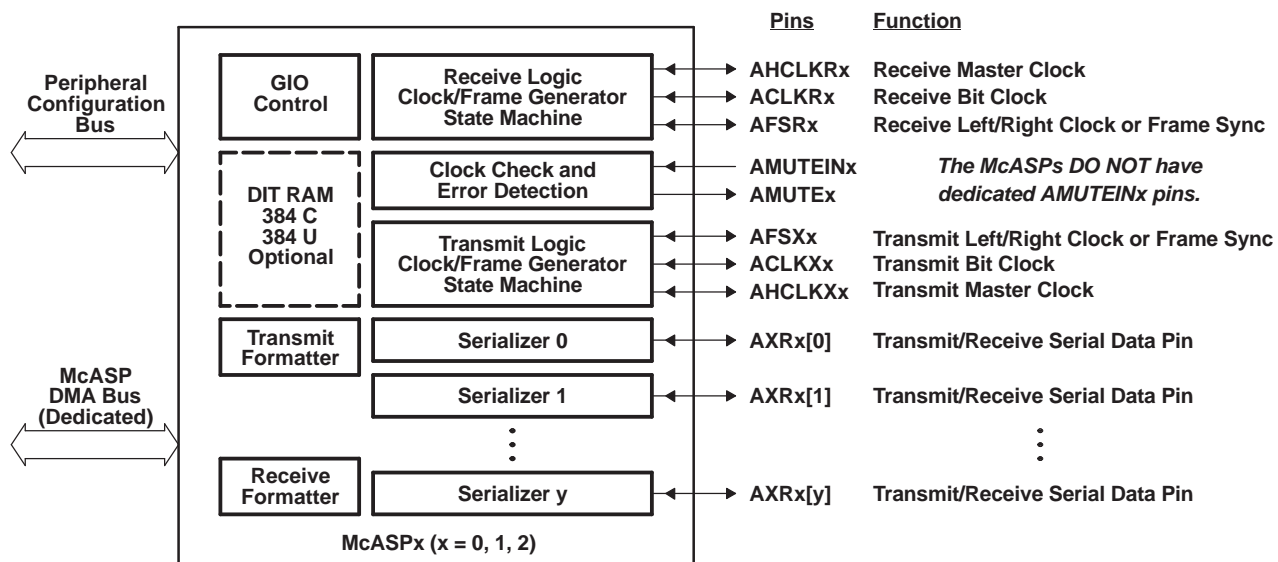 Pins Function
Peripheral
Configuration
Bus
GIO
Control
Receive Logic
Clock/Frame Generator
State Machine
AHCLKRx Receive Master Clock
ACLKRx Receive Bit Clock
AFSRx Receive Left/Right Clock or Frame Sync
DIT RAM
384 C
384 U
Optional
Clock Check and
Error Detection
AMUTEINx
AMUTEx
The McASPs DO NOT have
dedicated AMUTEINx pins.
Transmit Logic
Clock/Frame Generator
State Machine
AFSXx Transmit Left/Right Clock or Frame Sync
ACLKXx Transmit Bit Clock
AHCLKXx Transmit Master Clock
Transmit
Formatter
Serializer 0
AXRx[0] Transmit/Receive Serial Data Pin
McASP
DMA Bus
(Dedicated)
Serializer 1
AXRx[1] Transmit/Receive Serial Data Pin
Receive
Formatter
Serializer y
AXRx[y] Transmit/Receive Serial Data Pin
McASPx (x = 0, 1, 2)